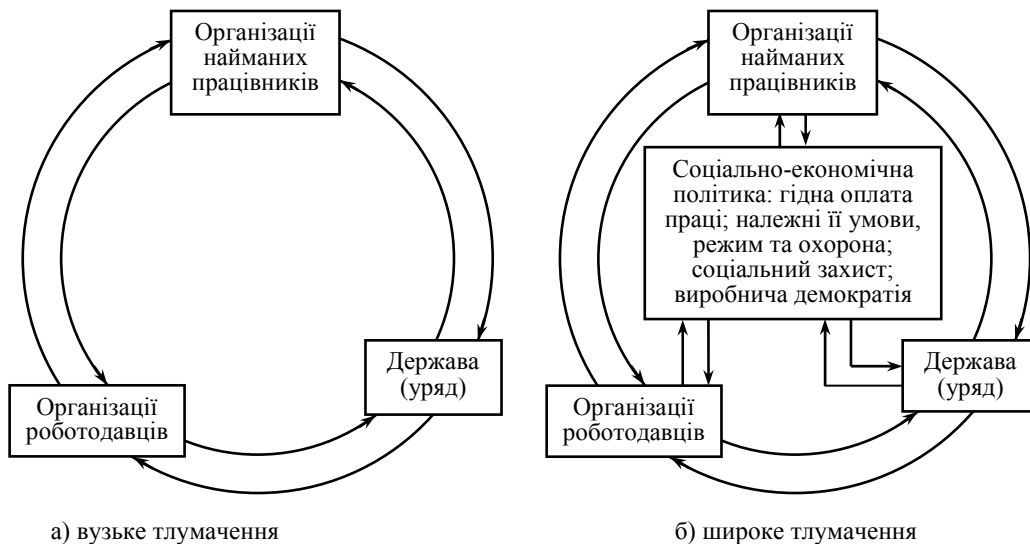 Організації
найманих
працівників
Держава
(уряд)
Організації
роботодавців
а) вузьке тлумачення
Організації
найманих
працівників
Соціально-економічна
політика: гідна оплата
праці; належні її умови,
режим та охорона;
соціальний захист;
виробнича демократія
Держава
(уряд)
Організації
роботодавців
б) широке тлумачення